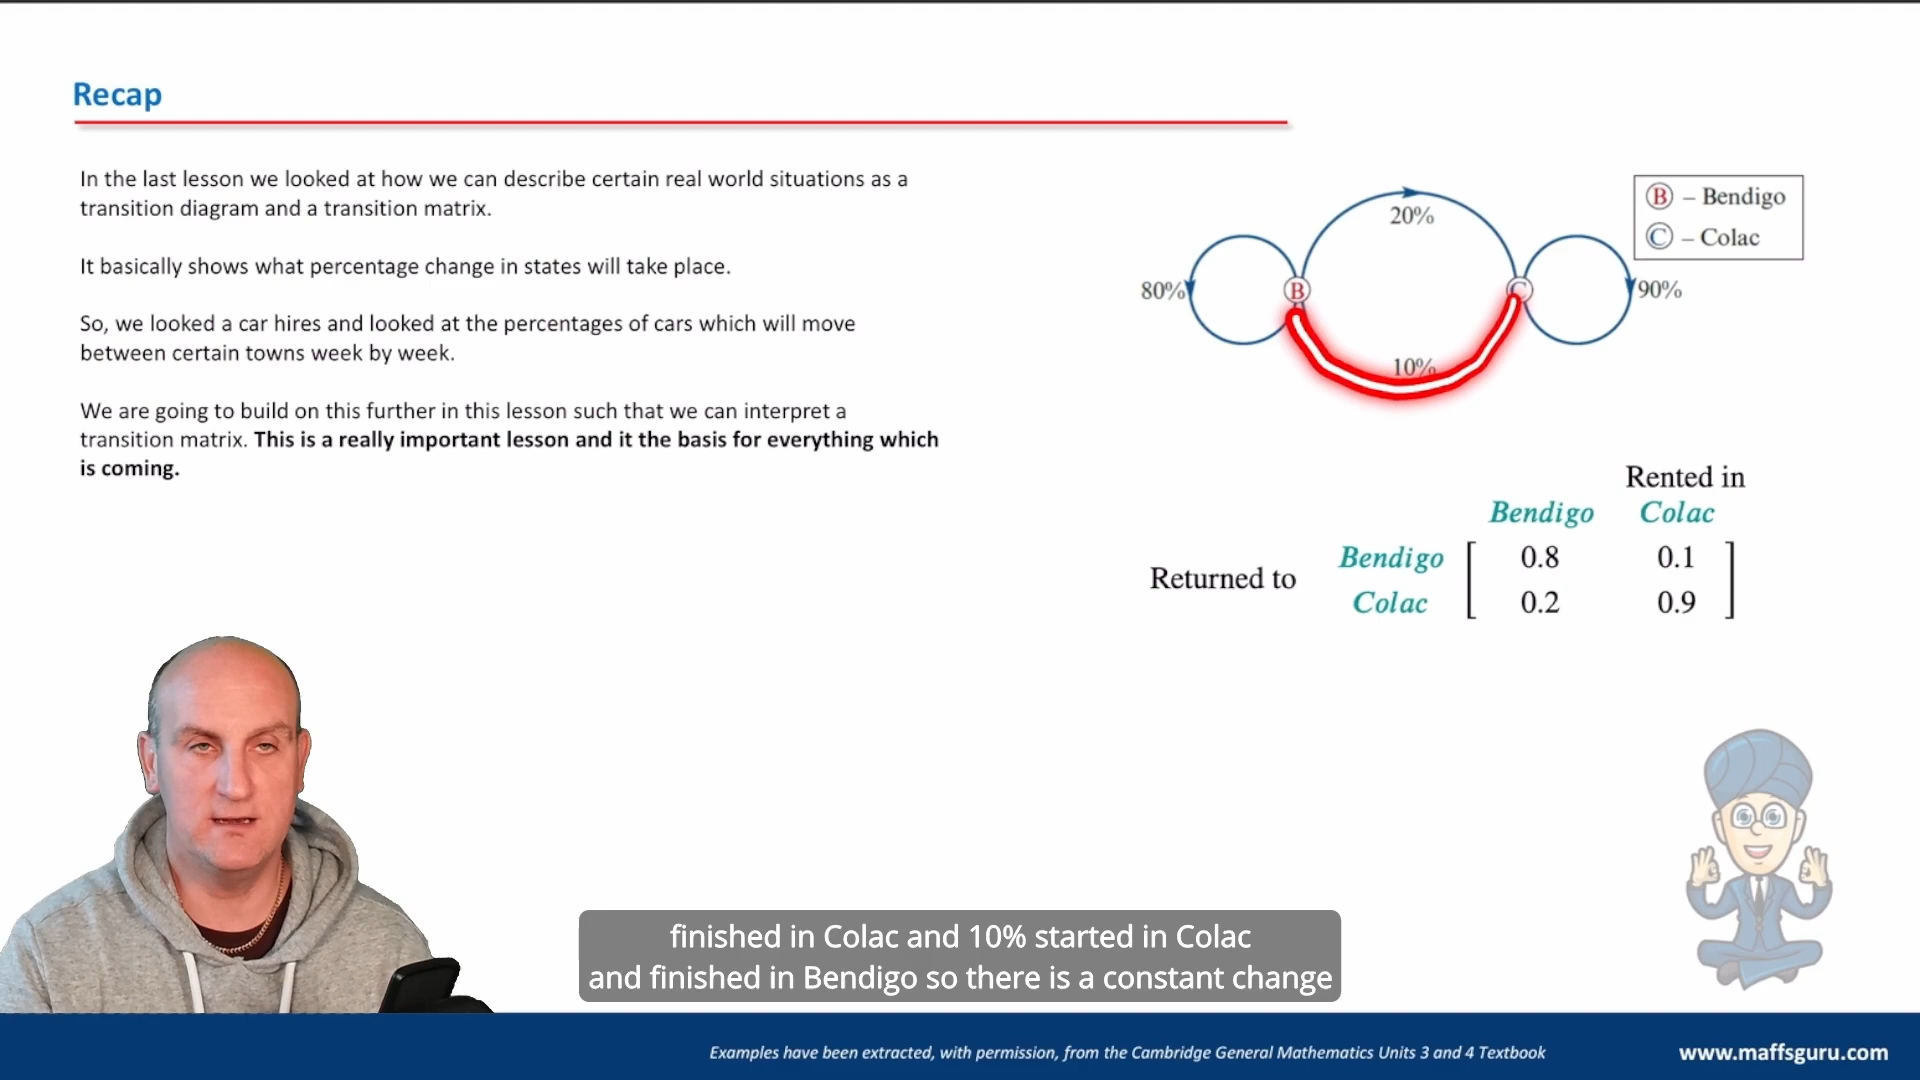 Recap
In the last lesson we looked at how we can describe certain real world situations as a
transition diagram and a transition matrix.
It basically shows what percentage change in states will take place.
So, we looked a car hires and looked at the percentages of cars which will move
between certain towns week by week.
We are going to build on this further in this lesson such that we can interpret a
transition matrix. This is a really important lesson and it the basis for everything which
is coming.
20%
B – Bendigo
C – Colac
80%
B
C
90%
10%
Rented in
Bendigo Colac
Returned to
Bendigo 0.8 0.1
Colac 0.2 0.9
finished in Colac and 10% started in Colac
and finished in Bendigo so there is a constant change
Examples have been extracted, with permission, from the Cambridge General Mathematics Units 3 and 4 Textbook
www.maffsguru.com